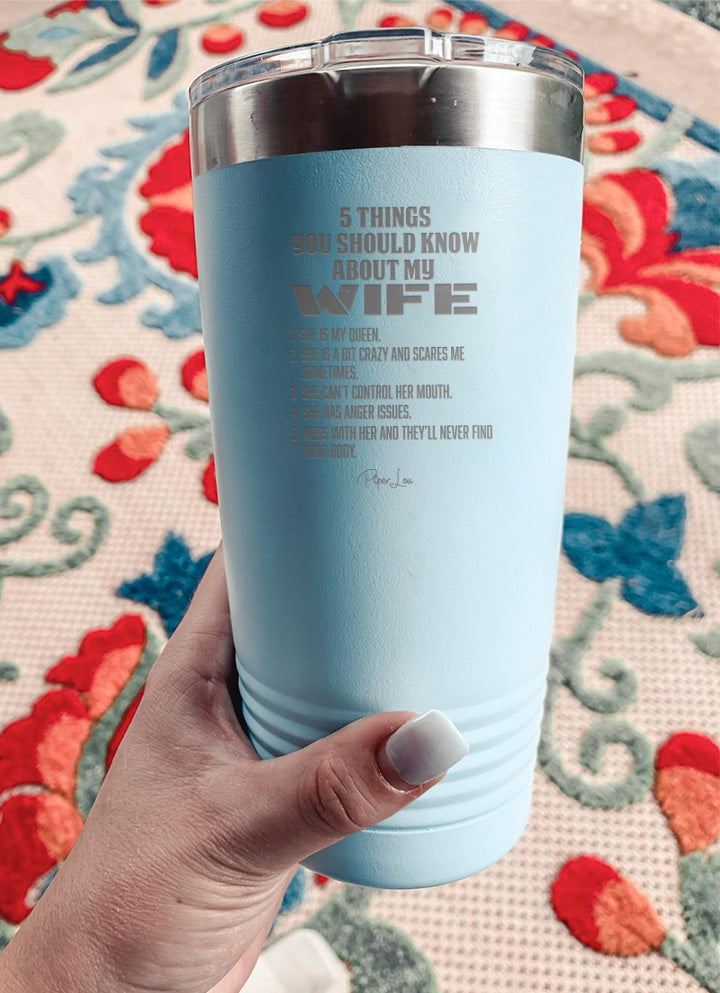 5 THINGS
YOU SHOULD KNOW
ABOUT MY
WIFE
1. SHE IS MY QUEEN.
2. SHE IS A BIT CRAZY AND SCARES ME
SOMETIMES.
3. SHE CAN'T CONTROL HER MOUTH.
4. SHE HAS ANGER ISSUES.
5. MESS WITH HER AND THEY'LL NEVER FIND
YOUR BODY.
Piper Lou